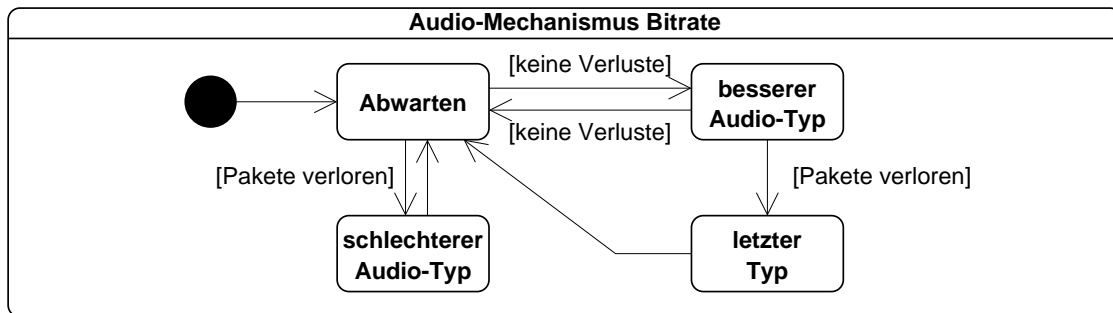 Audio-Mechanismus Bitrate
[keine Verluste]
Abwarten
besserer
Audio-Typ
[keine Verluste]
[Pakete verloren]
[Pakete verloren]
schlechterer
Audio-Typ
letzter
Typ